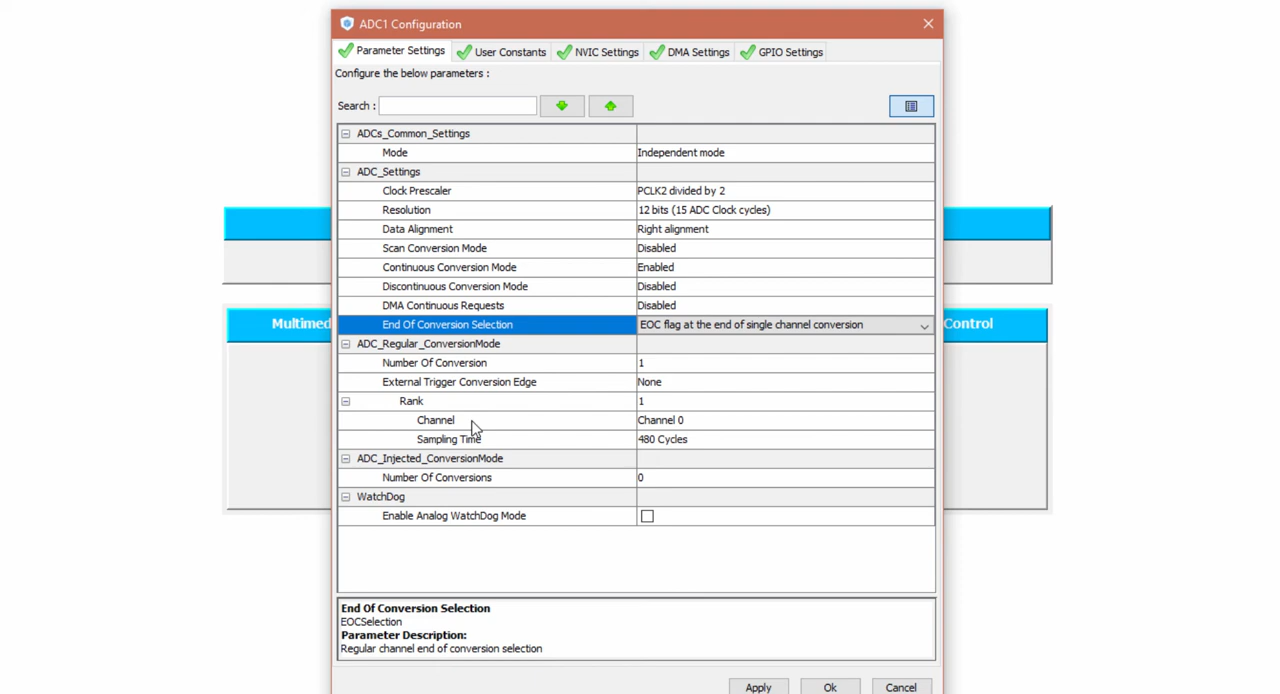 ADC1 Configuration
Parameter Settings User Constants NVIC Settings DMA Settings GPIO Settings
Configure the below parameters :
Search :
ADCs_Common_Settings
Mode Independent mode
ADC_Settings
Clock Prescaler PCLK2 divided by 2
Resolution 12 bits (15 ADC Clock cycles)
Data Alignment Right alignment
Scan Conversion Mode Disabled
Continuous Conversion Mode Enabled
Discontinuous Conversion Mode Disabled
DMA Continuous Requests Disabled
Multimed End Of Conversion Selection EOC flag at the end of single channel conversion Control
ADC_Regular_ConversionMode
Number Of Conversion 1
External Trigger Conversion Edge None
Rank 1
Channel Channel 0
Sampling Time 480 Cycles
ADC_Injected_ConversionMode
Number Of Conversions 0
WatchDog
Enable Analog WatchDog Mode
End Of Conversion Selection
EOCSelection
Parameter Description:
Regular channel end of conversion selection
Apply Ok Cancel